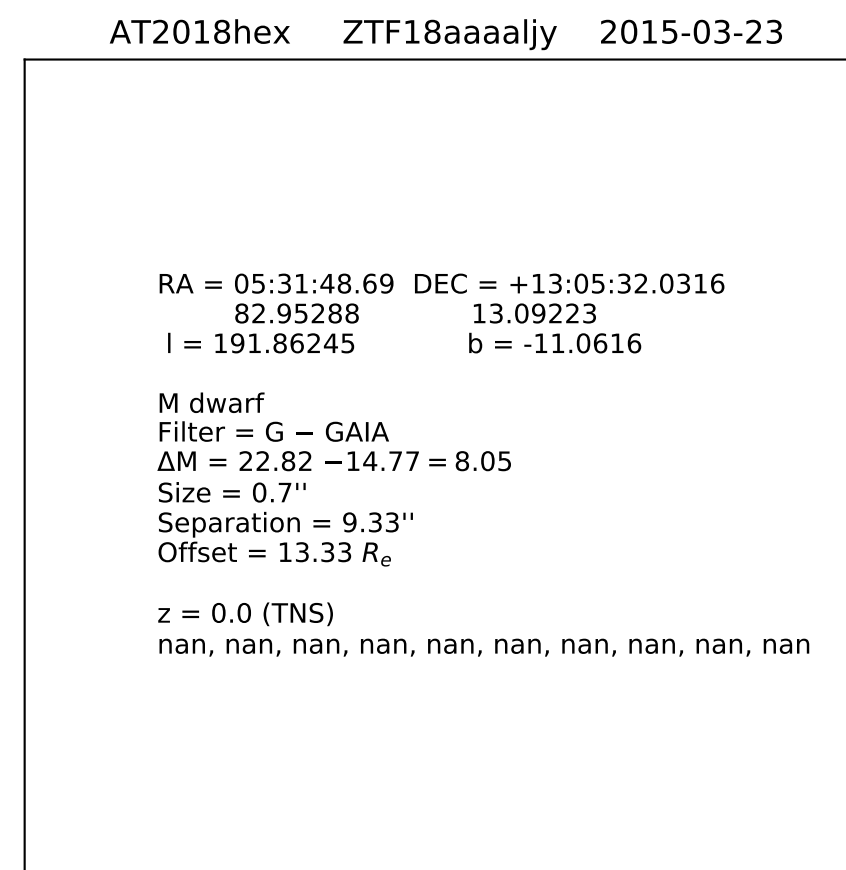 AT2018hex ZTF18aaaaljy 2015-03-23
RA = 05:31:48.69 DEC = +13:05:32.0316
82.95288 13.09223
l = 191.86245 b = -11.0616
M dwarf
Filter = G − GAIA
ΔM = 22.82 −14.77 = 8.05
Size = 0.7''
Separation = 9.33''
Offset = 13.33 Re
z = 0.0 (TNS)
nan, nan, nan, nan, nan, nan, nan, nan, nan, nan